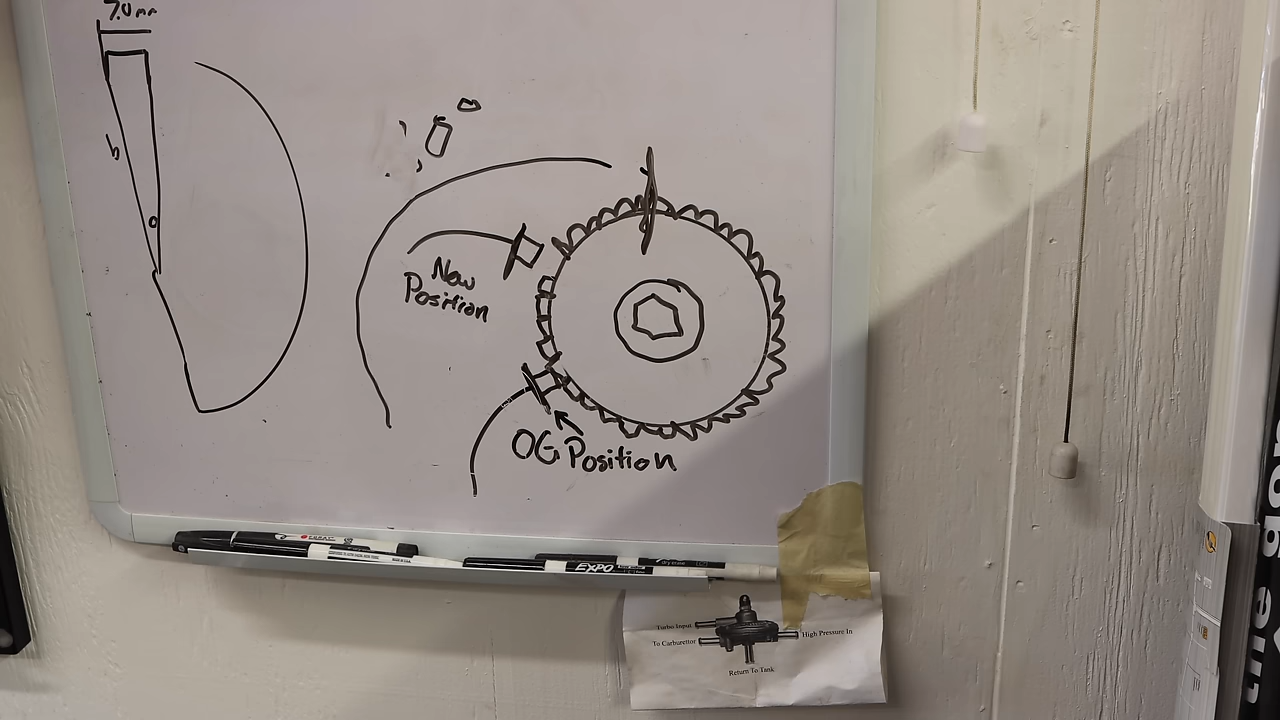 7.0mm
b
New
Position
OG Position
EXPO
Turbo Input
To Carburettor
High Pressure In
Return To Tank